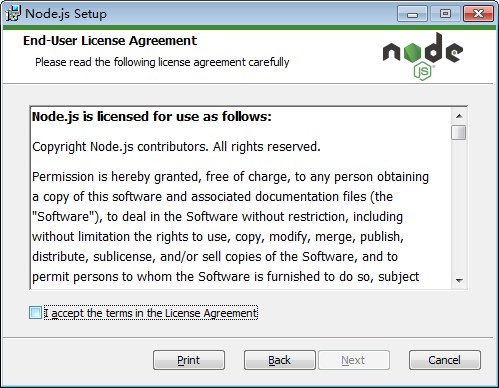 Node.js Setup
End-User License Agreement
Please read the following license agreement carefully
node
JS
Node.js is licensed for use as follows:
Copyright Node.js contributors. All rights reserved.
Permission is hereby granted, free of charge, to any person obtaining
a copy of this software and associated documentation files (the
"Software"), to deal in the Software without restriction, including
without limitation the rights to use, copy, modify, merge, publish,
distribute, sublicense, and/or sell copies of the Software, and to
permit persons to whom the Software is furnished to do so, subject
I accept the terms in the License Agreement
Print
Back
Next
Cancel